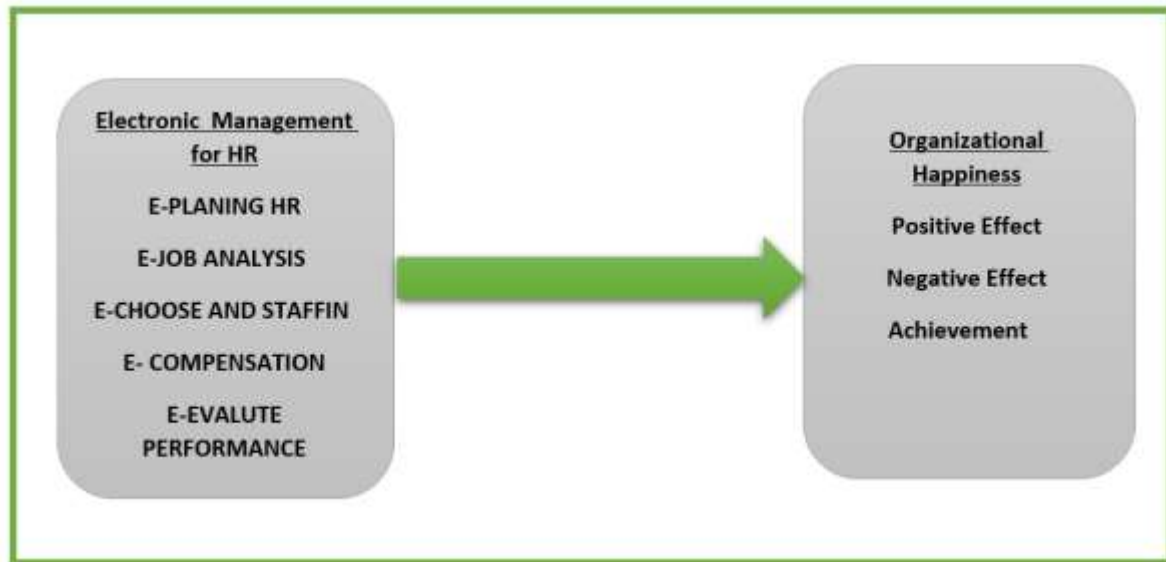 Electronic Management
for HR
E-PLANING HR
E-JOB ANALYSIS
E-CHOOSE AND STAFFIN
E- COMPENSATION
E-EVALUTE
PERFORMANCE
Organizational
Happiness
Positive Effect
Negative Effect
Achievement